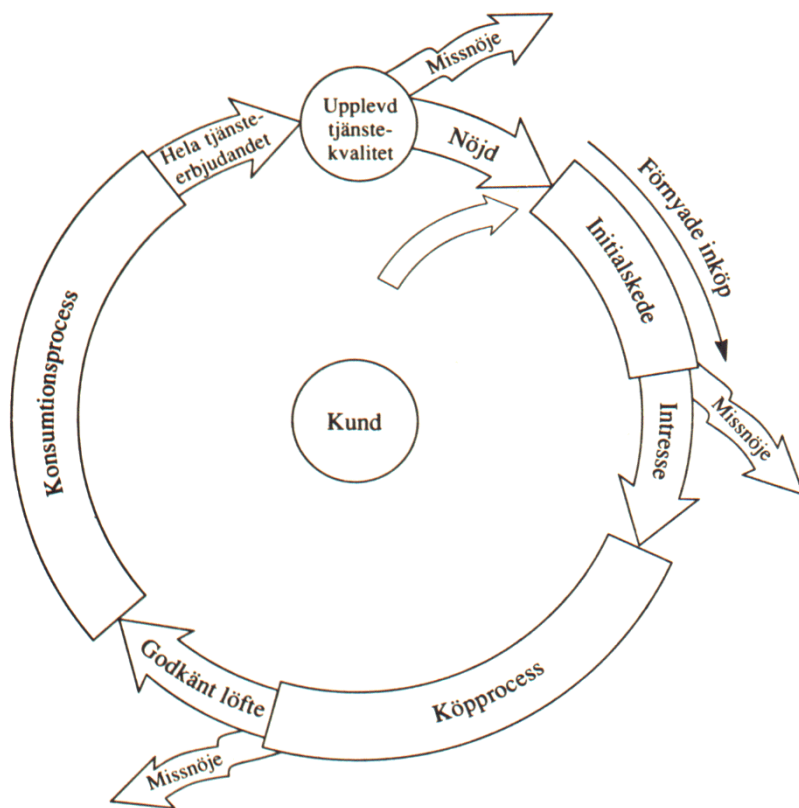 Missnöje
Upplevd
tjänste-
kvalitet
Hela tjänste-
erbjudandet
Nöjd
Förnyade inköp
Initialskede
Missnöje
Intresse
Kund
Konsumtionsprocess
Köpprocess
Godkänt löfte
Missnöje